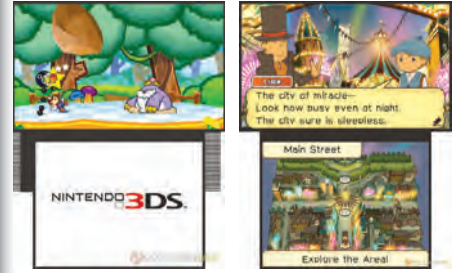 NINTENDO 3DS
The city of miracle—
Look how busy even at night.
The city sure is sleepless.
Main Street
Explore the Area!